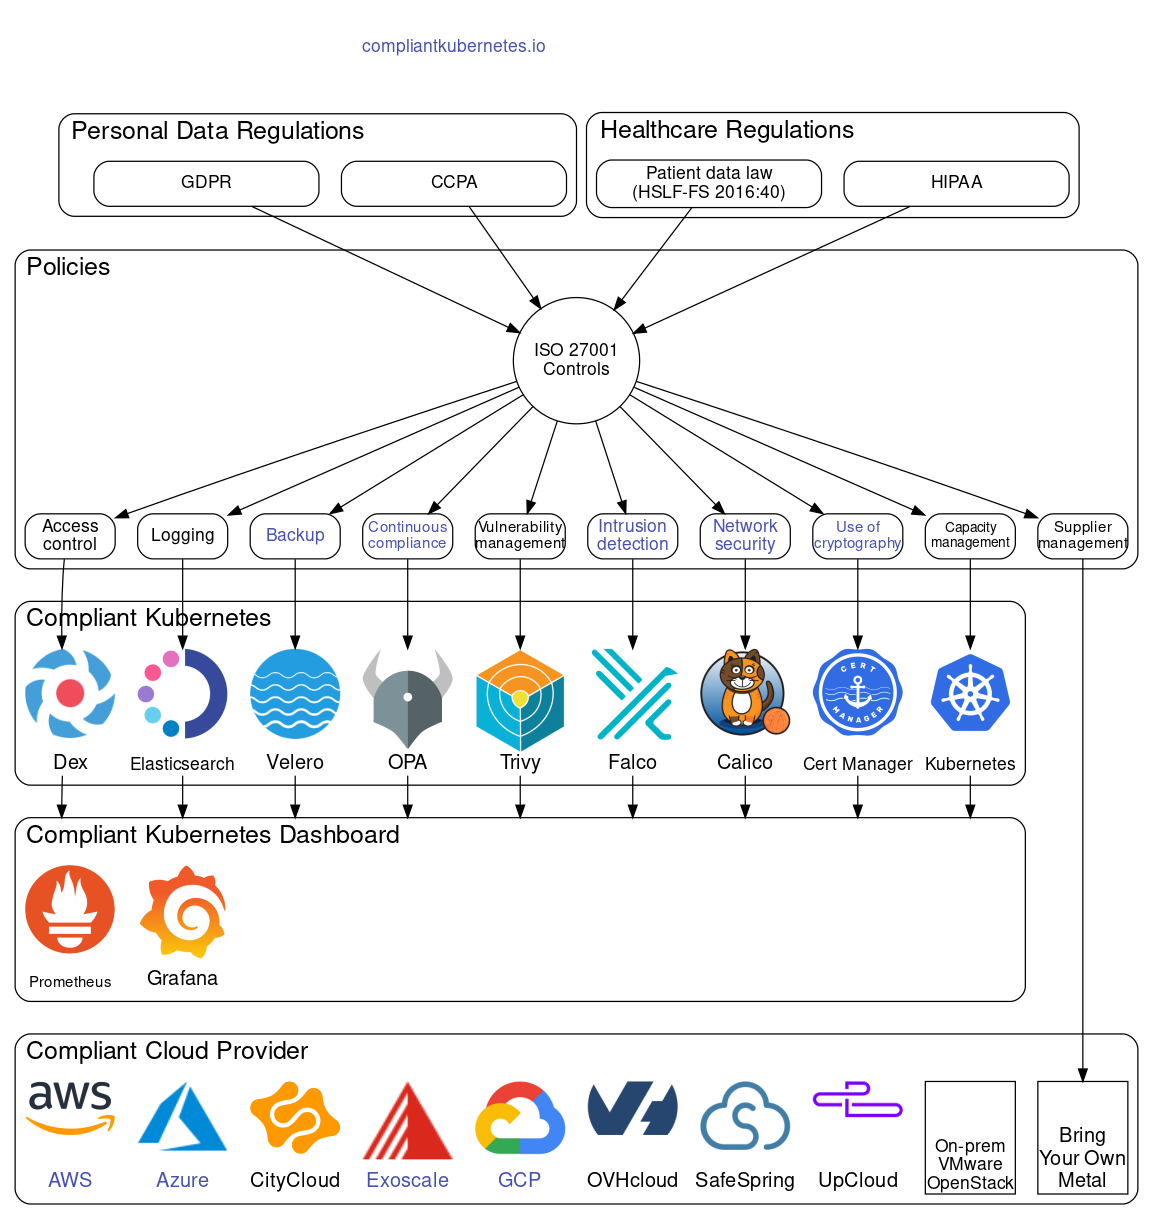 compliantkubernetes.io
Personal Data Regulations
Healthcare Regulations
GDPR
CCPA
Patient data law
(HSLF-FS 2016:40)
HIPAA
Policies
ISO 27001
Controls
Access
control
Logging
Backup
Continuous
compliance
Vulnerability
management
Intrusion
detection
Network
security
Use of
cryptography
Capacity
management
Supplier
management
Compliant Kubernetes
CERT
MANAGER
Dex
Elasticsearch
Velero
OPA
Trivy
Falco
Calico
Cert Manager
Kubernetes
Compliant Kubernetes Dashboard
Prometheus
Grafana
Compliant Cloud Provider
aws
AWS
Azure
CityCloud
Exoscale
GCP
OVHcloud
SafeSpring
UpCloud
On-prem
VMware
OpenStack
Bring
Your Own
Metal